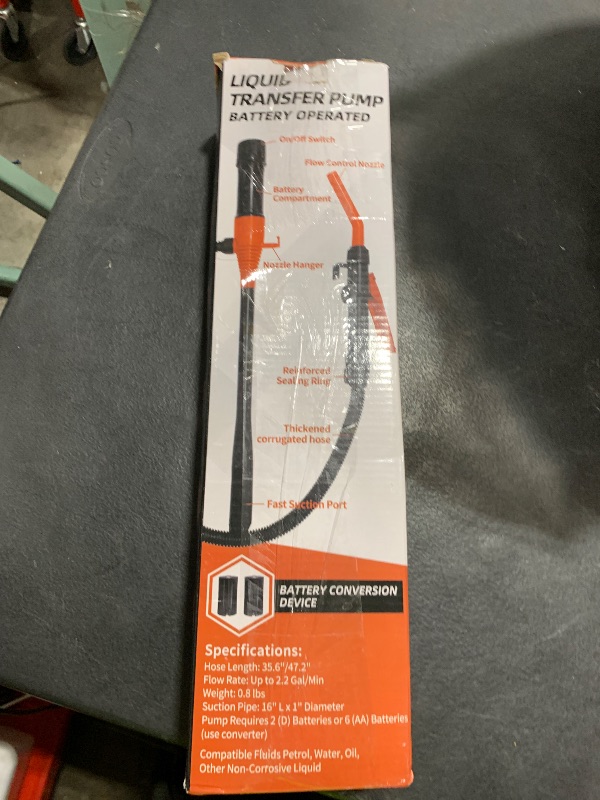 LIQUID
TRANSFER PUMP
BATTERY OPERATED
On/Off Switch
Flow Control Nozzle
Battery
Compartment
Nozzle Hanger
Reinforced
Sealing Ring
Thickened
corrugated hose
Fast Suction Port
BATTERY CONVERSION
DEVICE
Specifications:
Hose Length: 35.6"/47.2"
Flow Rate: Up to 2.2 Gal/Min
Weight: 0.8 lbs
Suction Pipe: 16" L x 1" Diameter
Pump Requires 2 (D) Batteries or 6 (AA) Batteries
(use converter)
Compatible Fluids Petrol, Water, Oil,
Other Non-Corrosive Liquid